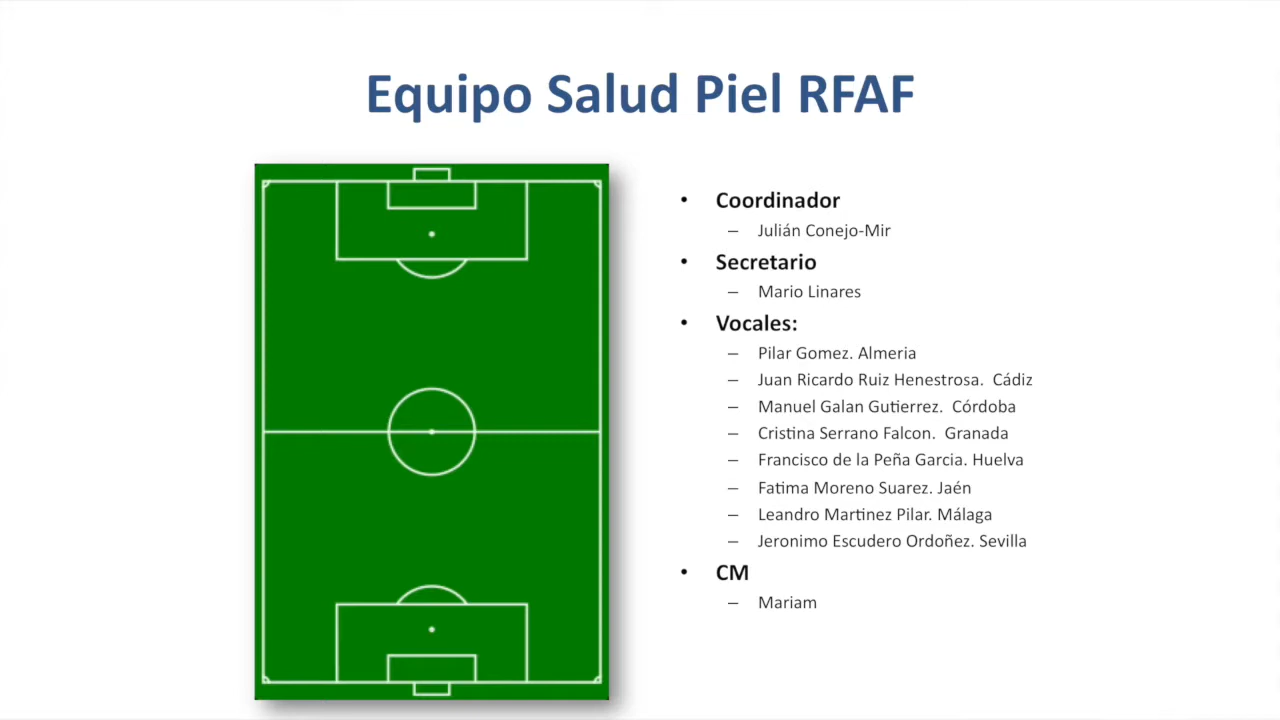 Equipo Salud Piel RFAF
• Coordinador
– Julián Conejo-Mir
• Secretario
– Mario Linares
• Vocales:
– Pilar Gomez. Almeria
– Juan Ricardo Ruiz Henestrosa. Cádiz
– Manuel Galan Gutierrez. Córdoba
– Cristina Serrano Falcon. Granada
– Francisco de la Peña Garcia. Huelva
– Fatima Moreno Suarez. Jaén
– Leandro Martinez Pilar. Málaga
– Jeronimo Escudero Ordoñez. Sevilla
• CM
– Mariam